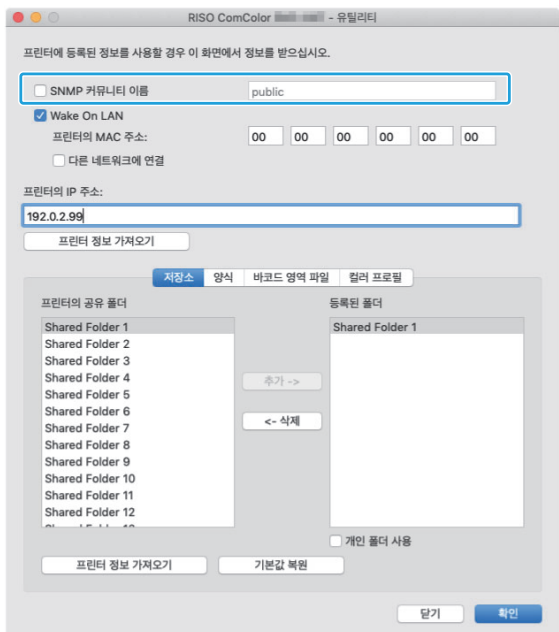 RISO ComColor - 유틸리티
프린터에 등록된 정보를 사용할 경우 이 화면에서 정보를 받으십시오.
SNMP 커뮤니티 이름 public
Wake On LAN
프린터의 MAC 주소: 00 00 00 00 00 00
다른 네트워크에 연결
프린터의 IP 주소:
192.0.2.99
프린터 정보 가져오기
저장소 양식 바코드 영역 파일 컬러 프로필
프린터의 공유 폴더 등록된 폴더
Shared Folder 1 Shared Folder 1
Shared Folder 2
Shared Folder 3
Shared Folder 4 추가 ->
Shared Folder 5
Shared Folder 6
Shared Folder 7 <- 삭제
Shared Folder 8
Shared Folder 9
Shared Folder 10
Shared Folder 11
Shared Folder 12
개인 폴더 사용
프린터 정보 가져오기 기본값 복원
닫기 확인